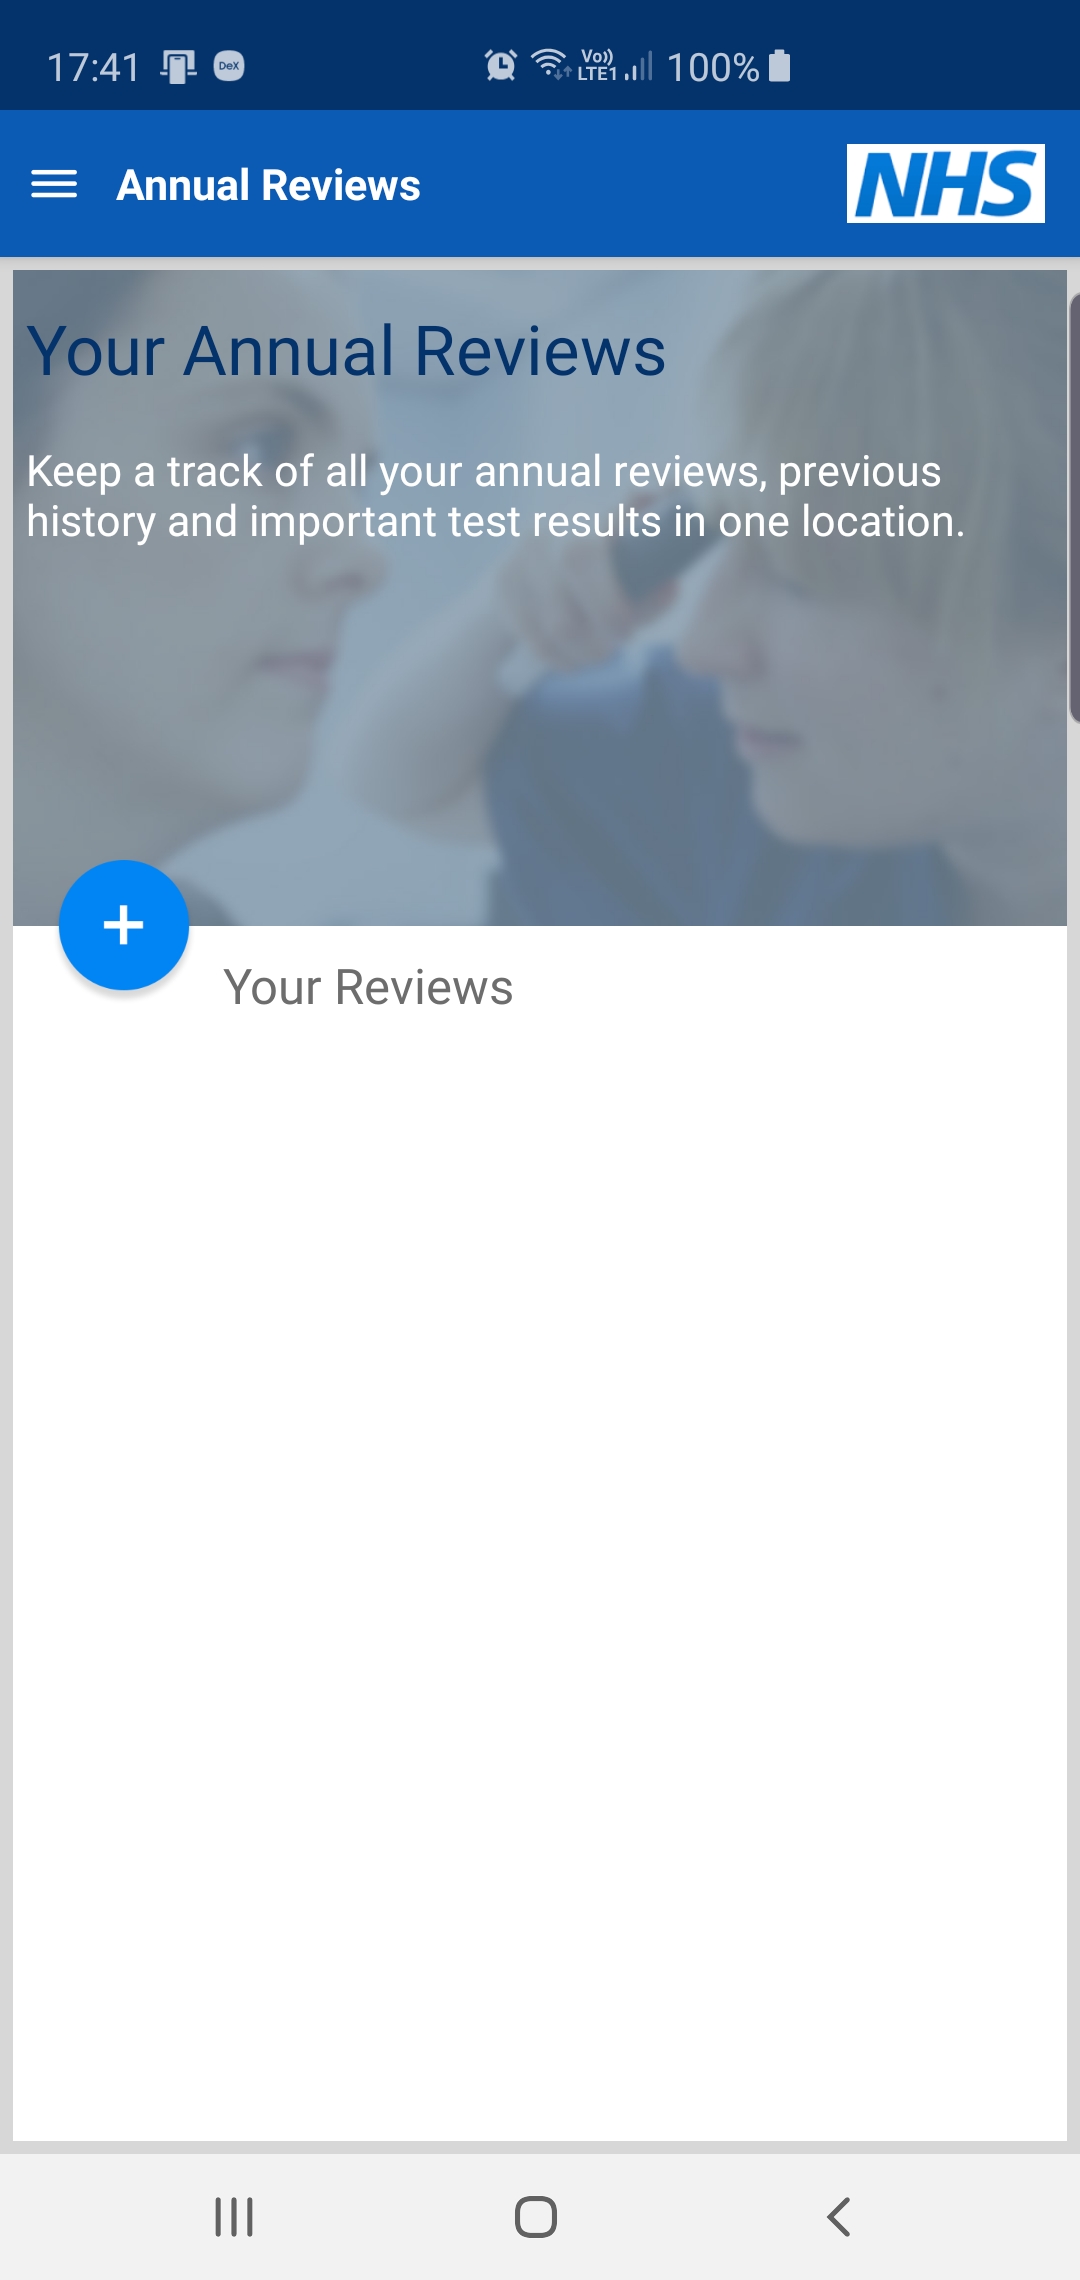 17:41 DeX Vo)) LTE1 100%
Annual Reviews NHS
Your Annual Reviews
Keep a track of all your annual reviews, previous
history and important test results in one location.
+
Your Reviews